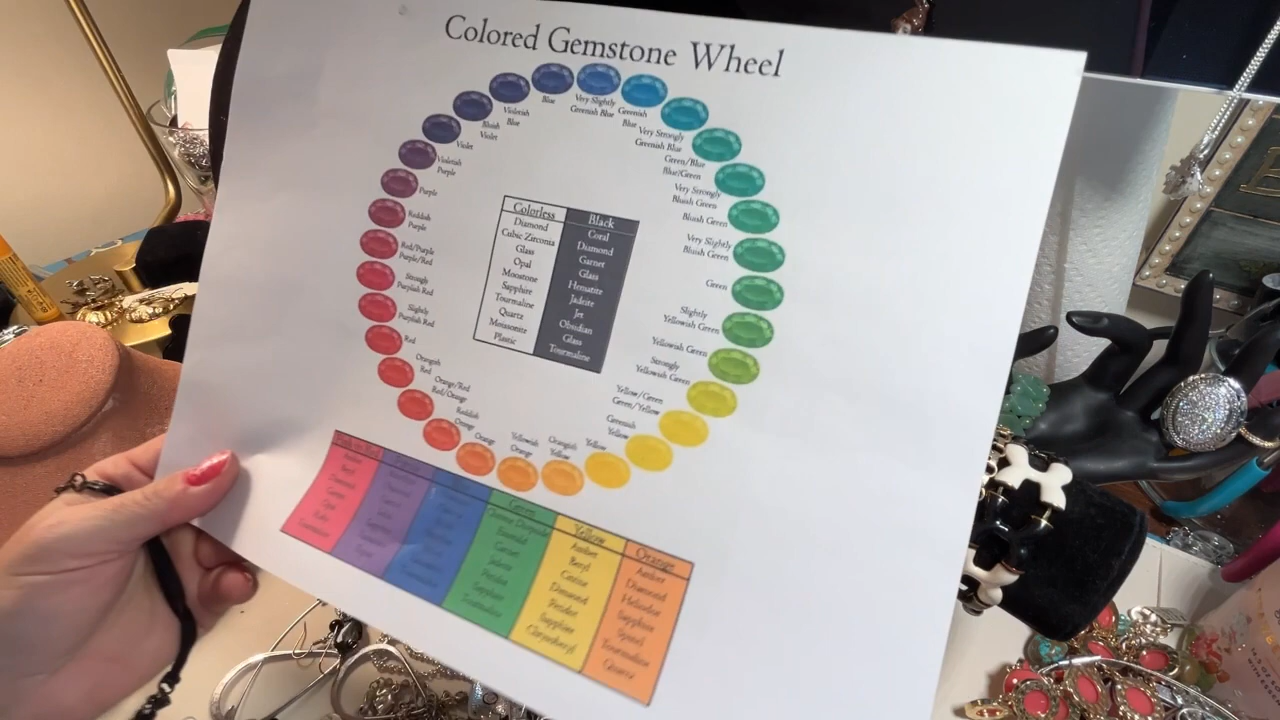 Colored Gemstone Wheel
Blue
Very Slightly
Greenish Blue
Greenish
Blue
Very Strongly
Greenish Blue
Green/Blue
Blue/Green
Very Strongly
Bluish Green
Bluish Green
Very Slightly
Bluish Green
Green
Slightly
Yellowish Green
Yellowish Green
Strongly
Yellowish Green
Yellow/Green
Green/Yellow
Greenish
Yellow
Yellow
Orangish
Yellow
Yellowish
Orange
Orange
Reddish
Orange
Orange/Red
Red/Orange
Orangish
Red
Red
Slightly
Purplish Red
Strongly
Purplish Red
Red/Purple
Purple/Red
Reddish
Purple
Purple
Violetish
Purple
Violet
Bluish
Violet
Violetish
Blue
Colorless
Diamond
Cubic Zirconia
Glass
Opal
Moostone
Sapphire
Tourmaline
Quartz
Moissonite
Plastic
Black
Coral
Diamond
Garnet
Glass
Hematite
Jadeite
Jet
Obsidian
Glass
Tourmaline
Green
Emerald
Garnet
Jadeite
Peridot
Sapphire
Tourmaline
Yellow
Amber
Beryl
Citrine
Diamond
Peridot
Sapphire
Chrysoberyl
Orange
Amber
Diamond
Heliodor
Sapphire
Spinel
Tourmaline
Quartz